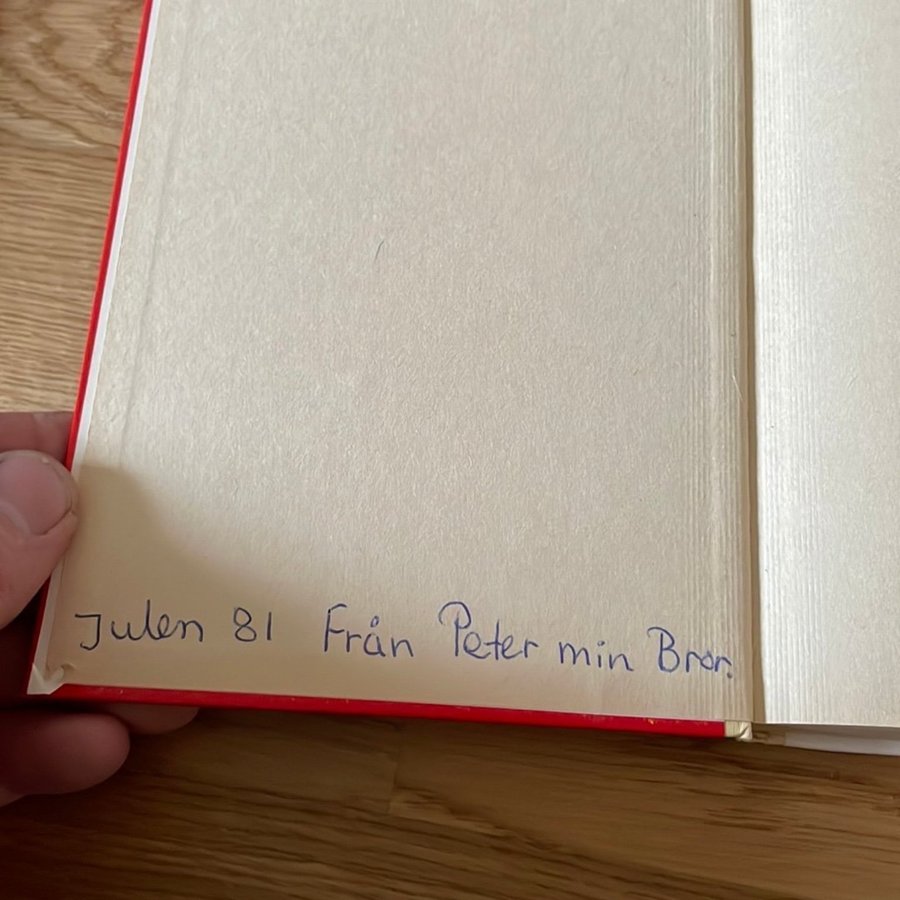 Julen 81 Från Peter min Bror.